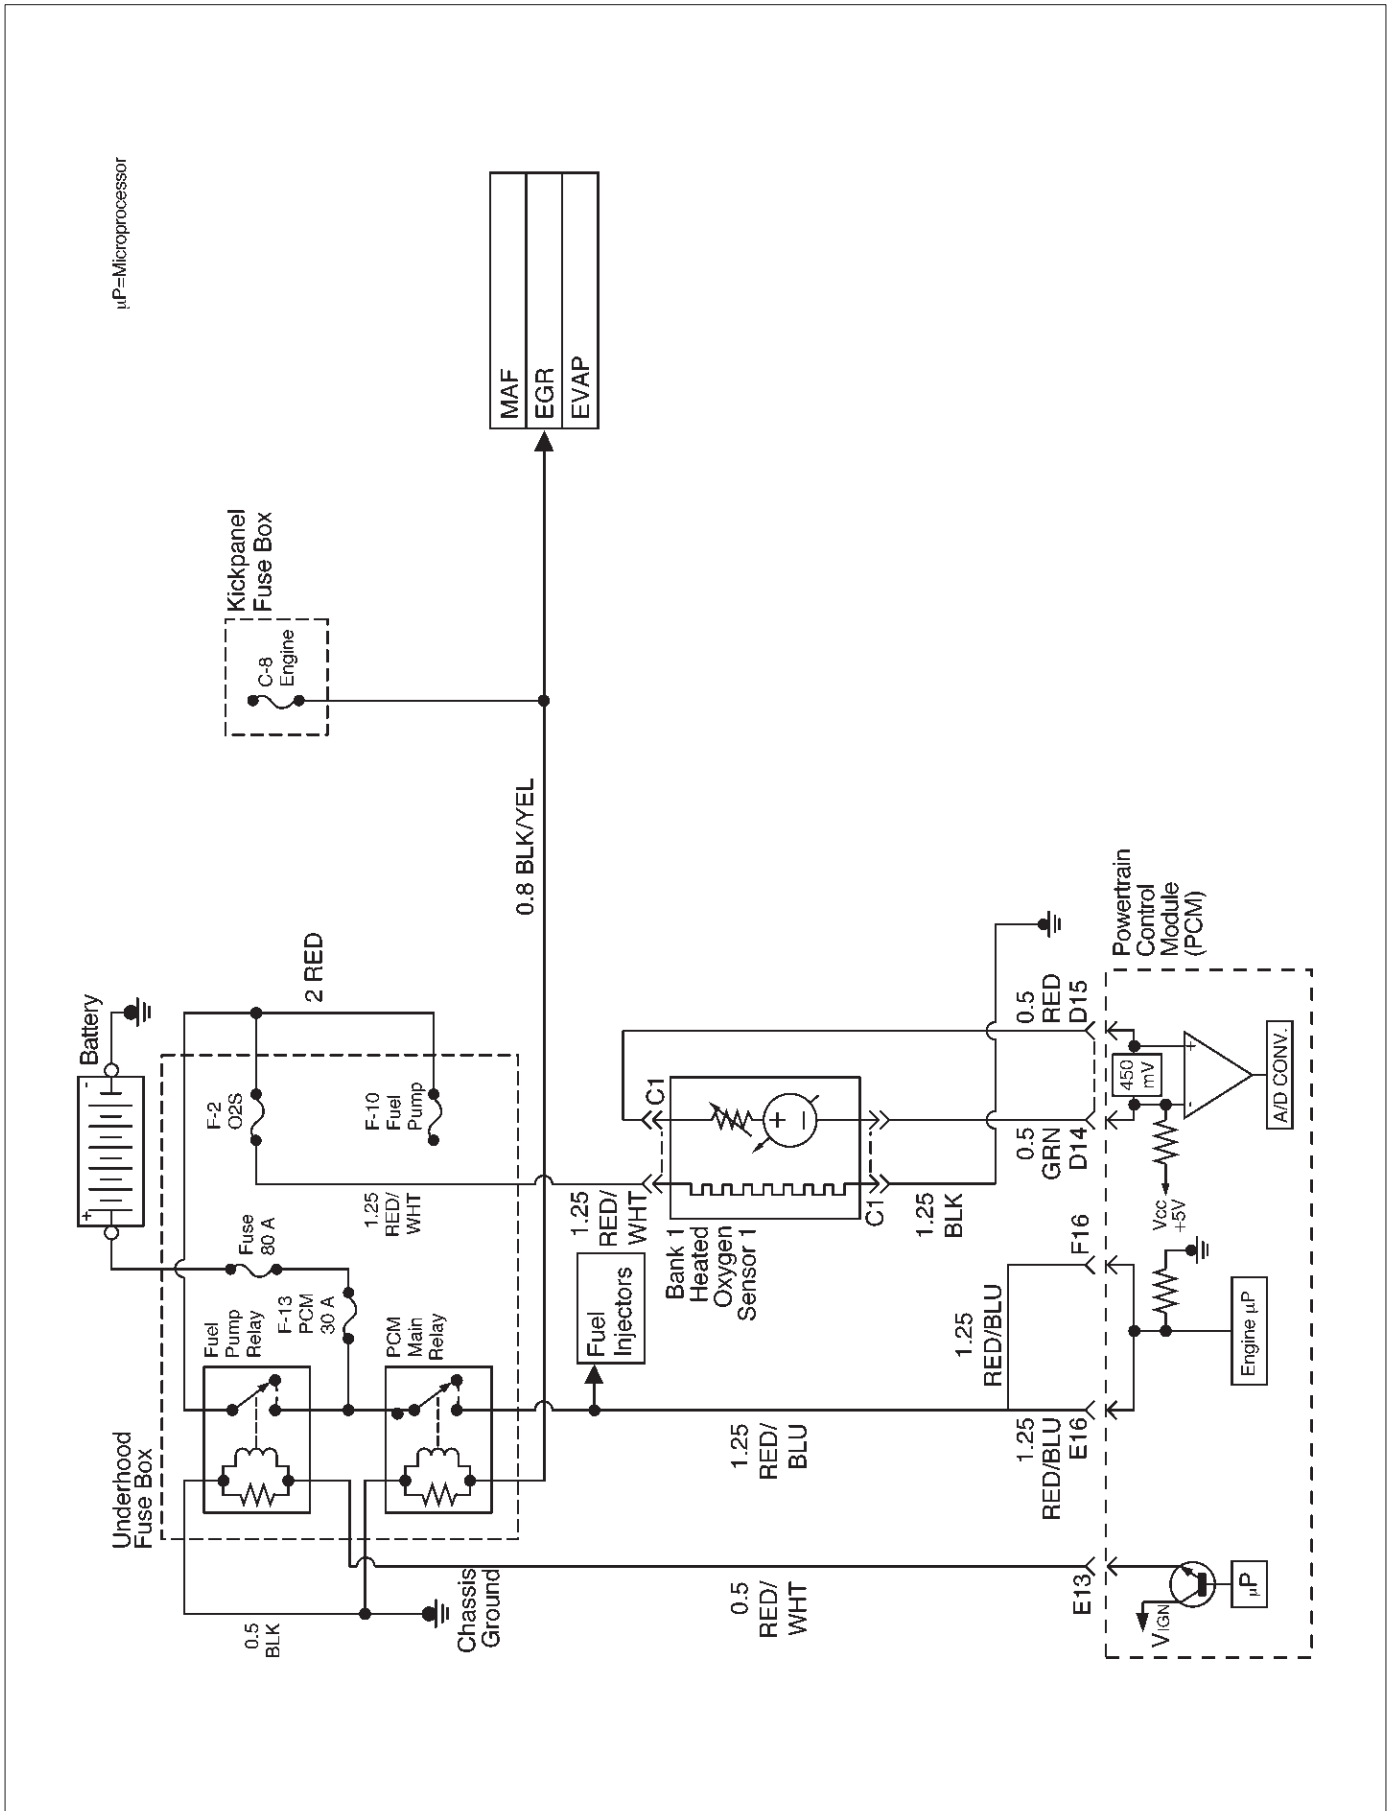 Battery
+
-
Underhood
Fuse Box
Fuel
Pump
Relay
Fuse
80 A
F-13
PCM
30 A
PCM
Main
Relay
F-2
O2S
F-10
Fuel
Pump
2 RED
1.25
RED/
WHT
0.5
BLK
Chassis
Ground
Kickpanel
Fuse Box
C-8
Engine
µP=Microprocessor
0.8 BLK/YEL
MAF
EGR
EVAP
Fuel
Injectors
1.25
RED/
WHT
Bank 1
Heated
Oxygen
Sensor 1
C1
+
-
C1
1.25
BLK
0.5
RED/
WHT
1.25
RED/
BLU
1.25
RED/BLU
1.25
RED/BLU
E13
E16
F16
0.5
GRN
D14
0.5
RED
D15
Powertrain
Control
Module
(PCM)
VIGN
µP
Engine µP
Vcc
+5V
450
mV
+
-
A/D CONV.